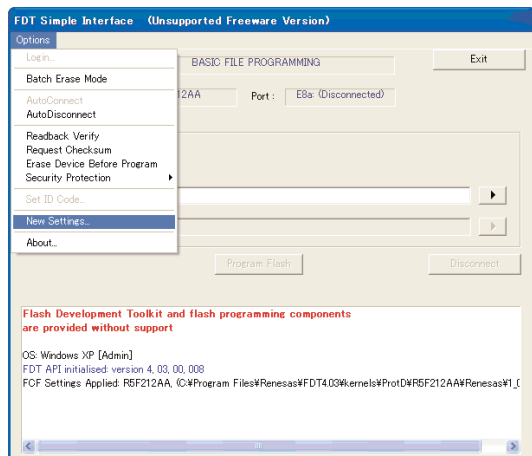 FDT Simple Interface (Unsupported Freeware Version)
Options
Login...
Batch Erase Mode
AutoConnect
AutoDisconnect
Readback Verify
Request Checksum
Erase Device Before Program
Security Protection
Set ID Code...
New Settings...
About...
BASIC FILE PROGRAMMING
Exit
12AA Port : E8a: (Disconnected)
Program Flash
Disconnect
Flash Development Toolkit and flash programming components
are provided without support
OS: Windows XP [Admin]
FDT API initialised: version 4, 03, 00, 008
FCF Settings Applied: R5F212AA, (C:¥Program Files¥Renesas¥FDT4.03¥kernels¥ProtD¥R5F212AA¥Renesas¥1_